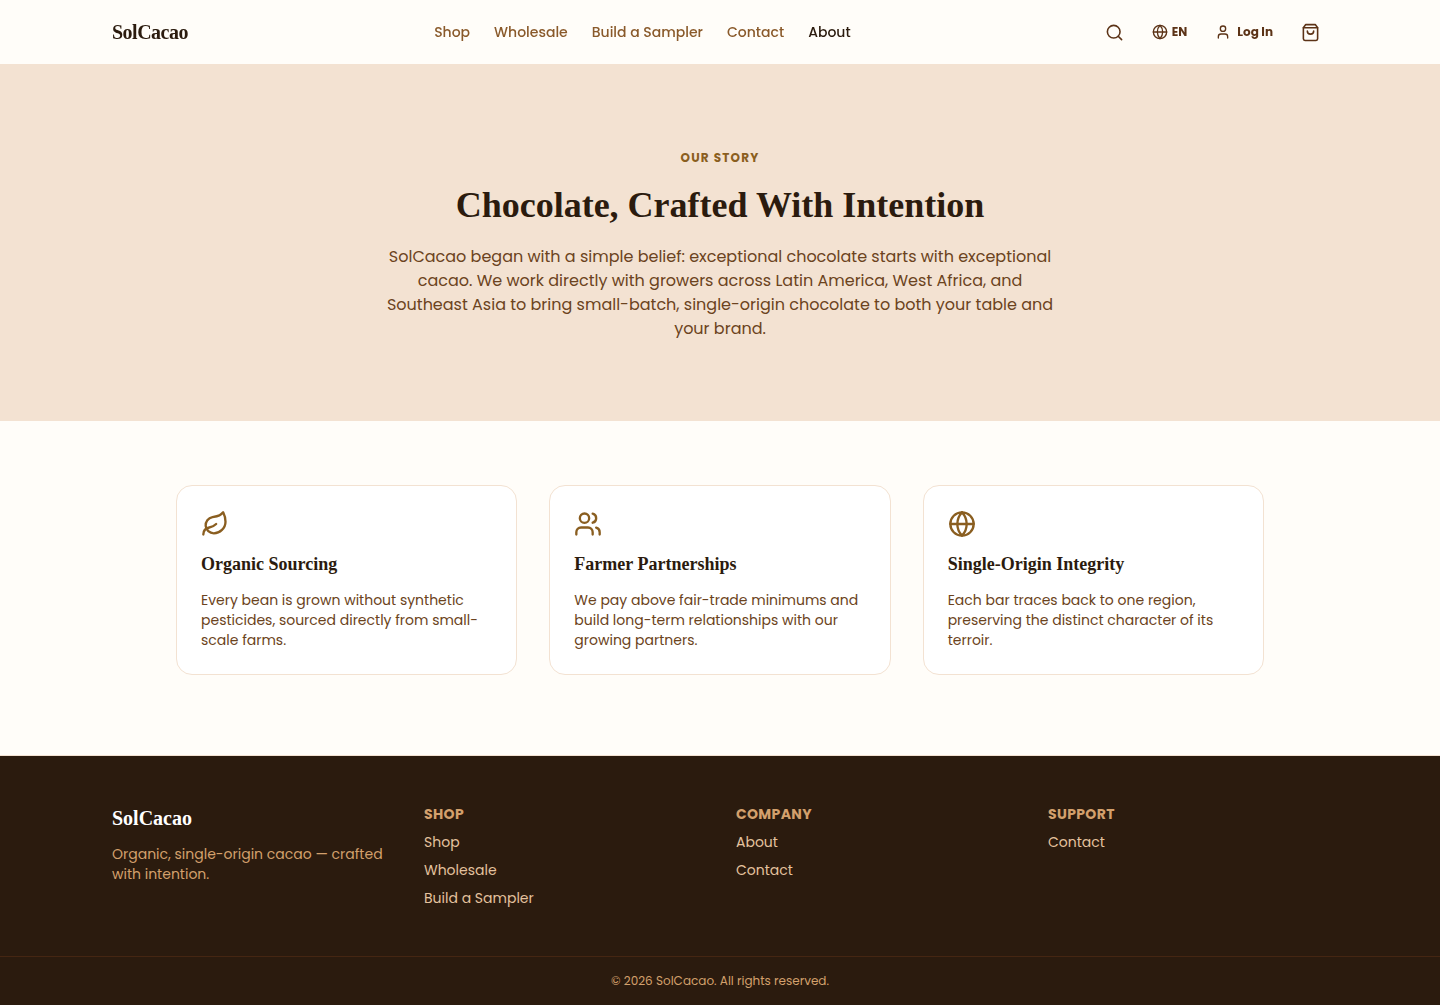 SolCacao
Shop
Wholesale
Build a Sampler
Contact
About
EN
Log In
OUR STORY
Chocolate, Crafted With Intention
SolCacao began with a simple belief: exceptional chocolate starts with exceptional
cacao. We work directly with growers across Latin America, West Africa, and
Southeast Asia to bring small-batch, single-origin chocolate to both your table and
your brand.
Organic Sourcing
Every bean is grown without synthetic
pesticides, sourced directly from small-
scale farms.
Farmer Partnerships
We pay above fair-trade minimums and
build long-term relationships with our
growing partners.
Single-Origin Integrity
Each bar traces back to one region,
preserving the distinct character of its
terroir.
SolCacao
Organic, single-origin cacao — crafted
with intention.
SHOP
Shop
Wholesale
Build a Sampler
COMPANY
About
Contact
SUPPORT
Contact
© 2026 SolCacao. All rights reserved.